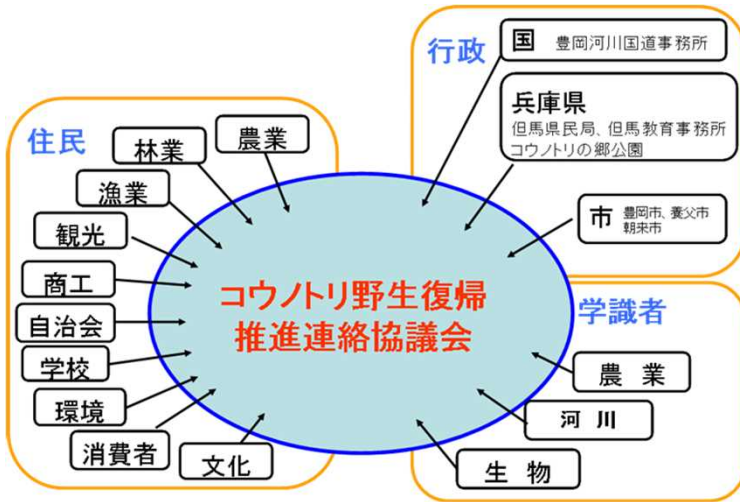 行政
国 豊岡河川国道事務所
兵庫県
但馬県民局、但馬教育事務所
コウノトリの郷公園
市 豊岡市、養父市
朝来市
住民
農業
林業
漁業
観光
商工
自治会
学校
環境
消費者
文化
コウノトリ野生復帰
推進連絡協議会
学識者
農 業
河 川
生 物